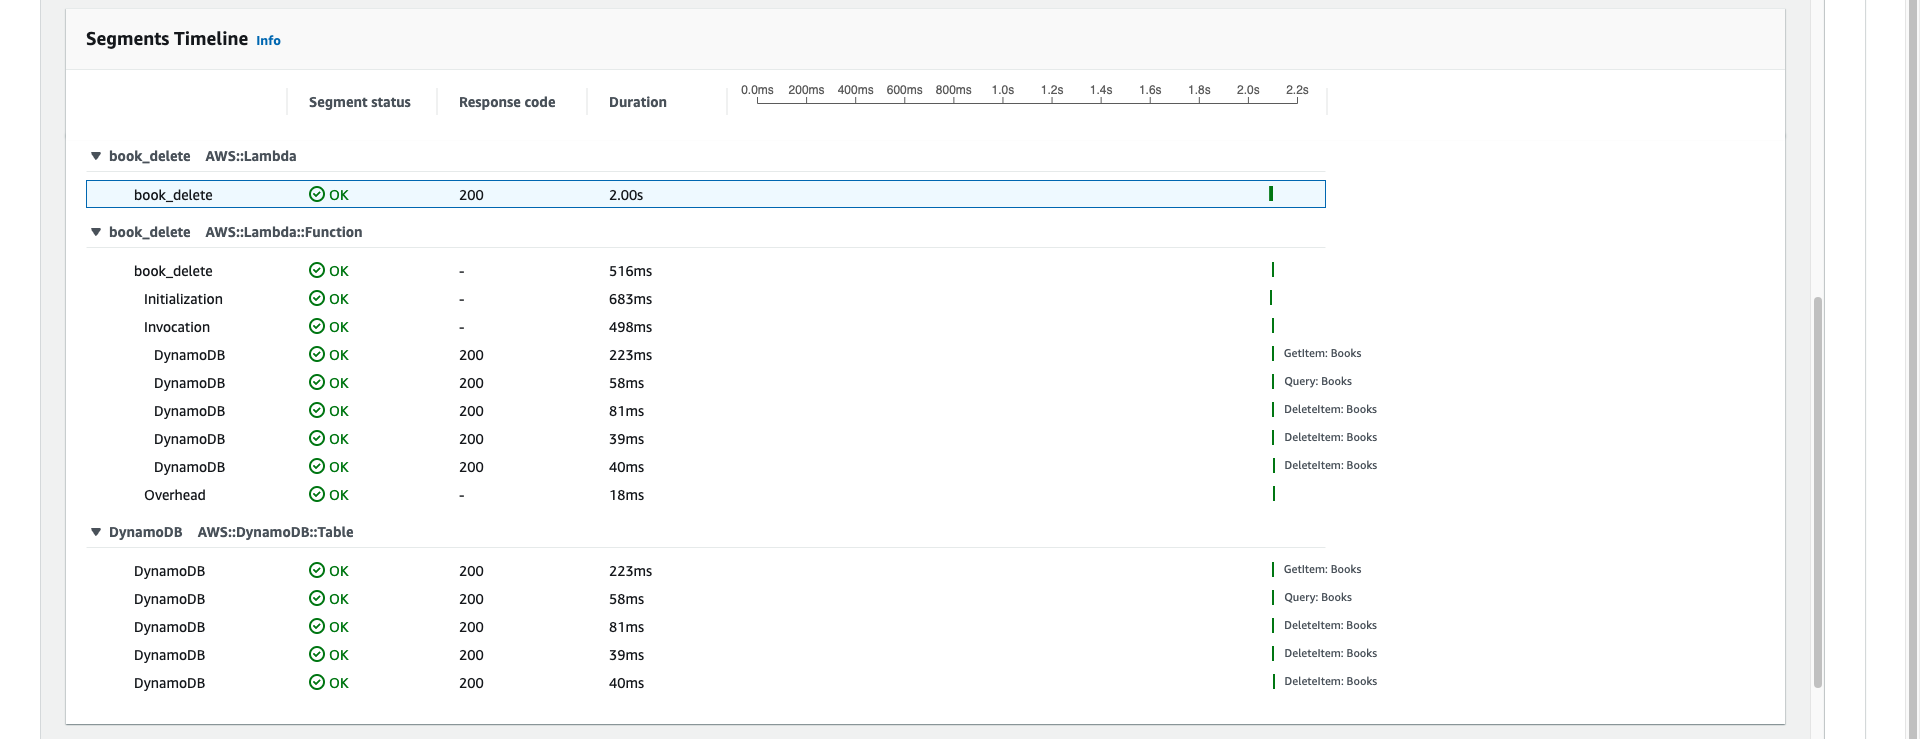 Segments Timeline Info
Segment status Response code Duration 0.0ms 200ms 400ms 600ms 800ms 1.0s 1.2s 1.4s 1.6s 1.8s 2.0s 2.2s
book_delete AWS::Lambda
book_delete OK 200 2.00s
book_delete AWS::Lambda::Function
book_delete OK - 516ms
Initialization OK - 683ms
Invocation OK - 498ms
DynamoDB OK 200 223ms GetItem: Books
DynamoDB OK 200 58ms Query: Books
DynamoDB OK 200 81ms DeleteItem: Books
DynamoDB OK 200 39ms DeleteItem: Books
DynamoDB OK 200 40ms DeleteItem: Books
Overhead OK - 18ms
DynamoDB AWS::DynamoDB::Table
DynamoDB OK 200 223ms GetItem: Books
DynamoDB OK 200 58ms Query: Books
DynamoDB OK 200 81ms DeleteItem: Books
DynamoDB OK 200 39ms DeleteItem: Books
DynamoDB OK 200 40ms DeleteItem: Books